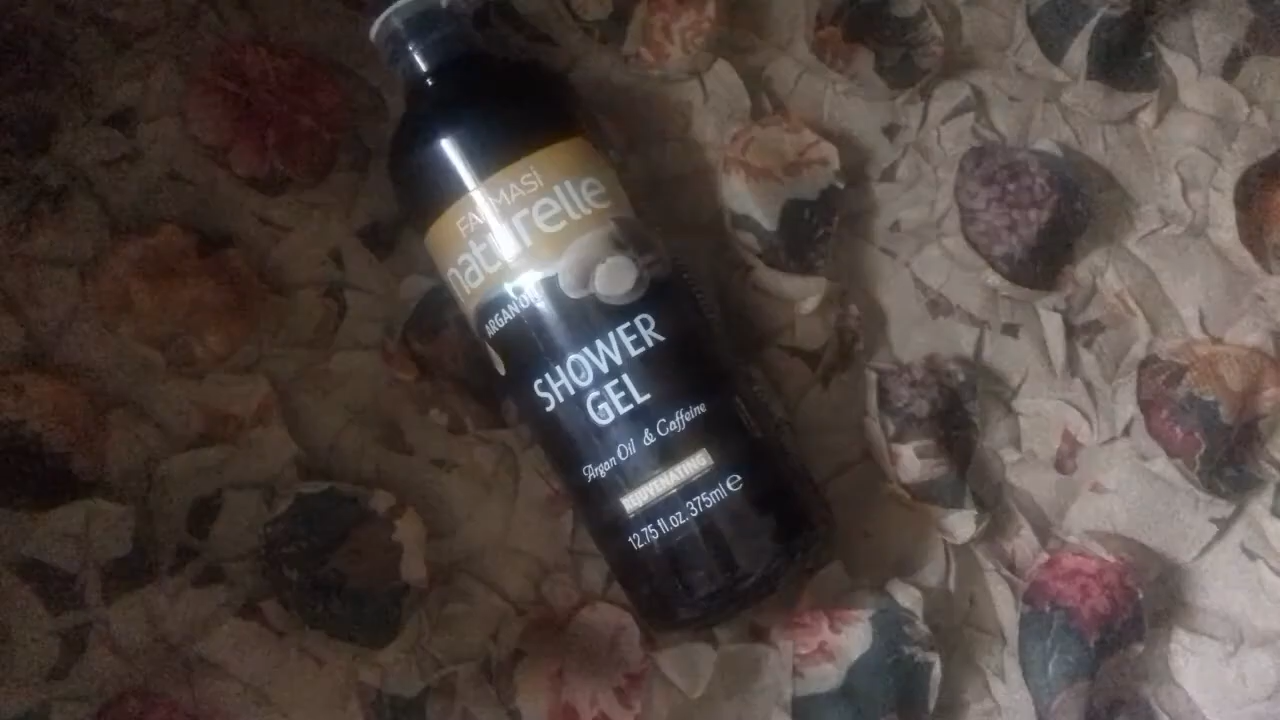 FARMASİ
naturelle
ARGAN OIL
SHOWER
GEL
Argan Oil & Caffeine
REJUVENATING
12.75 fl.oz. 375ml e